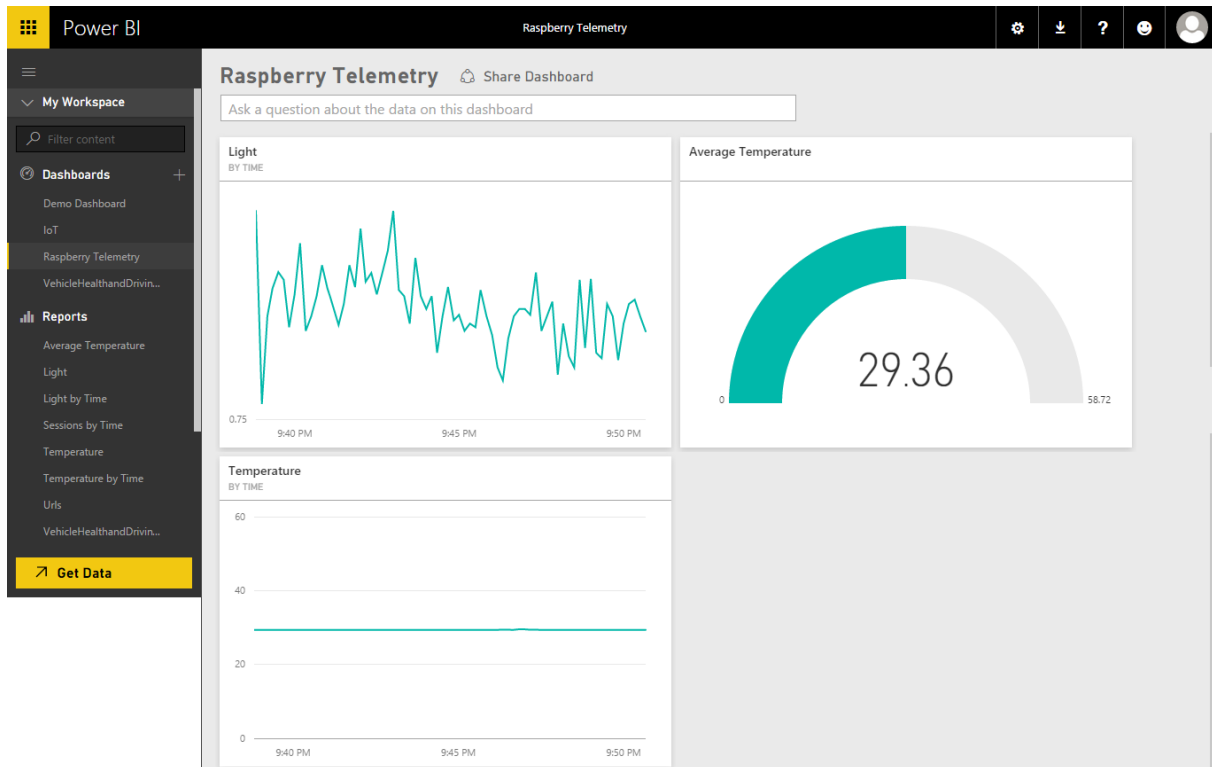 Power BI
Raspberry Telemetry
?
My Workspace
Filter content
Dashboards
+
Demo Dashboard
IoT
Raspberry Telemetry
VehicleHealthandDrivin...
Reports
Average Temperature
Light
Light by Time
Sessions by Time
Temperature
Temperature by Time
Urls
VehicleHealthandDrivin...
Get Data
Raspberry Telemetry
Share Dashboard
Ask a question about the data on this dashboard
Light
BY TIME
0.75
9:40 PM
9:45 PM
9:50 PM
Average Temperature
29.36
0
58.72
Temperature
BY TIME
60
40
20
0
9:40 PM
9:45 PM
9:50 PM